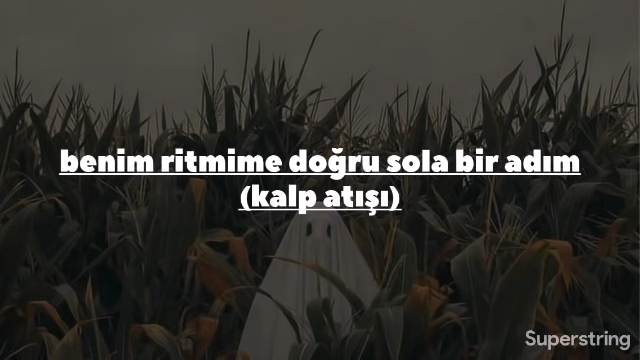 benim ritmime doğru sola bir adım
(kalp atışı)
Superstring